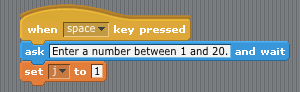 when space key pressed
ask Enter a number between 1 and 20. and wait
set j to 1